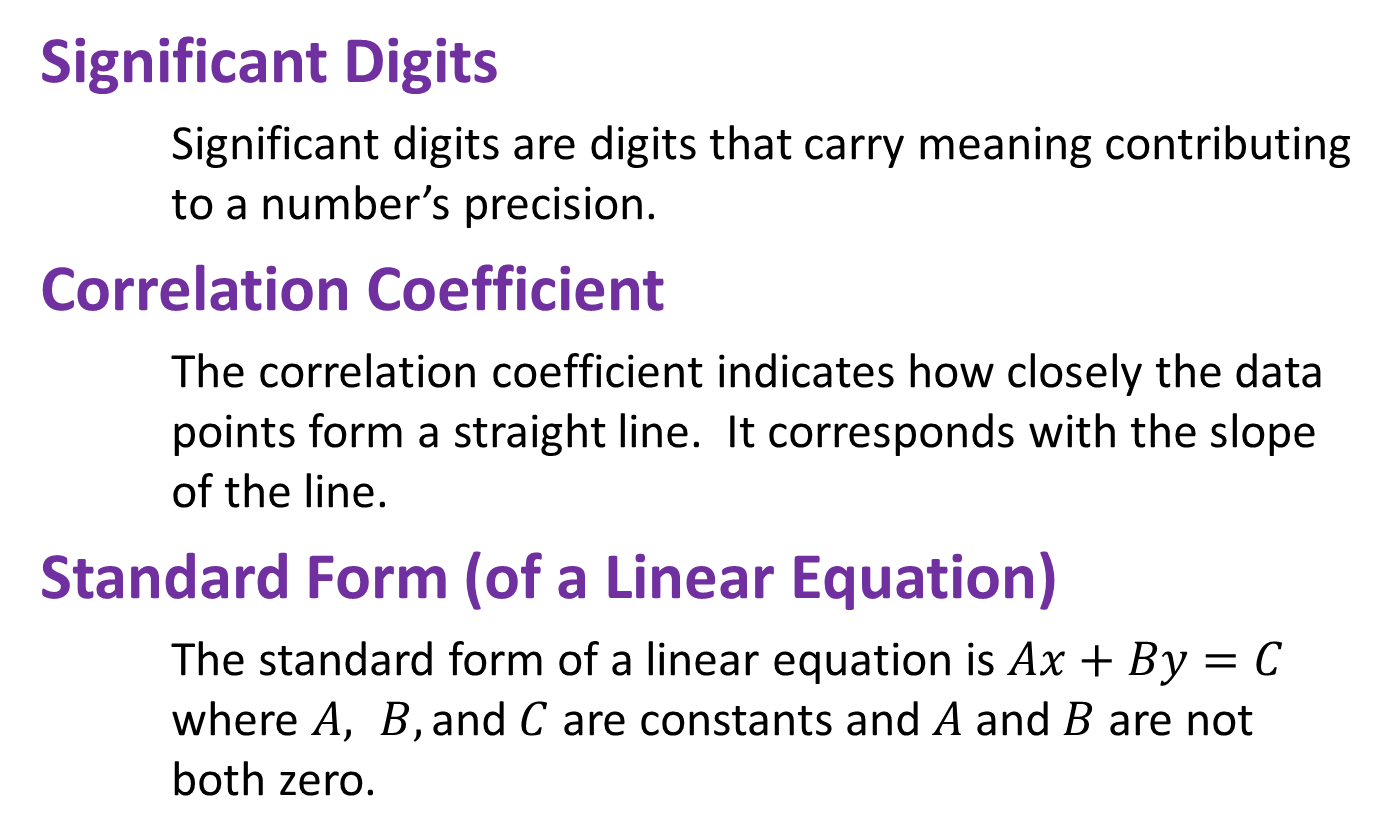 Significant Digits
Significant digits are digits that carry meaning contributing
to a number’s precision.
Correlation Coefficient
The correlation coefficient indicates how closely the data
points form a straight line.  It corresponds with the slope
of the line.
Standard Form (of a Linear Equation)
The standard form of a linear equation is 𝐴𝑥 + 𝐵𝑦 = 𝐶
where 𝐴,  𝐵, and 𝐶 are constants and 𝐴 and 𝐵 are not
both zero.